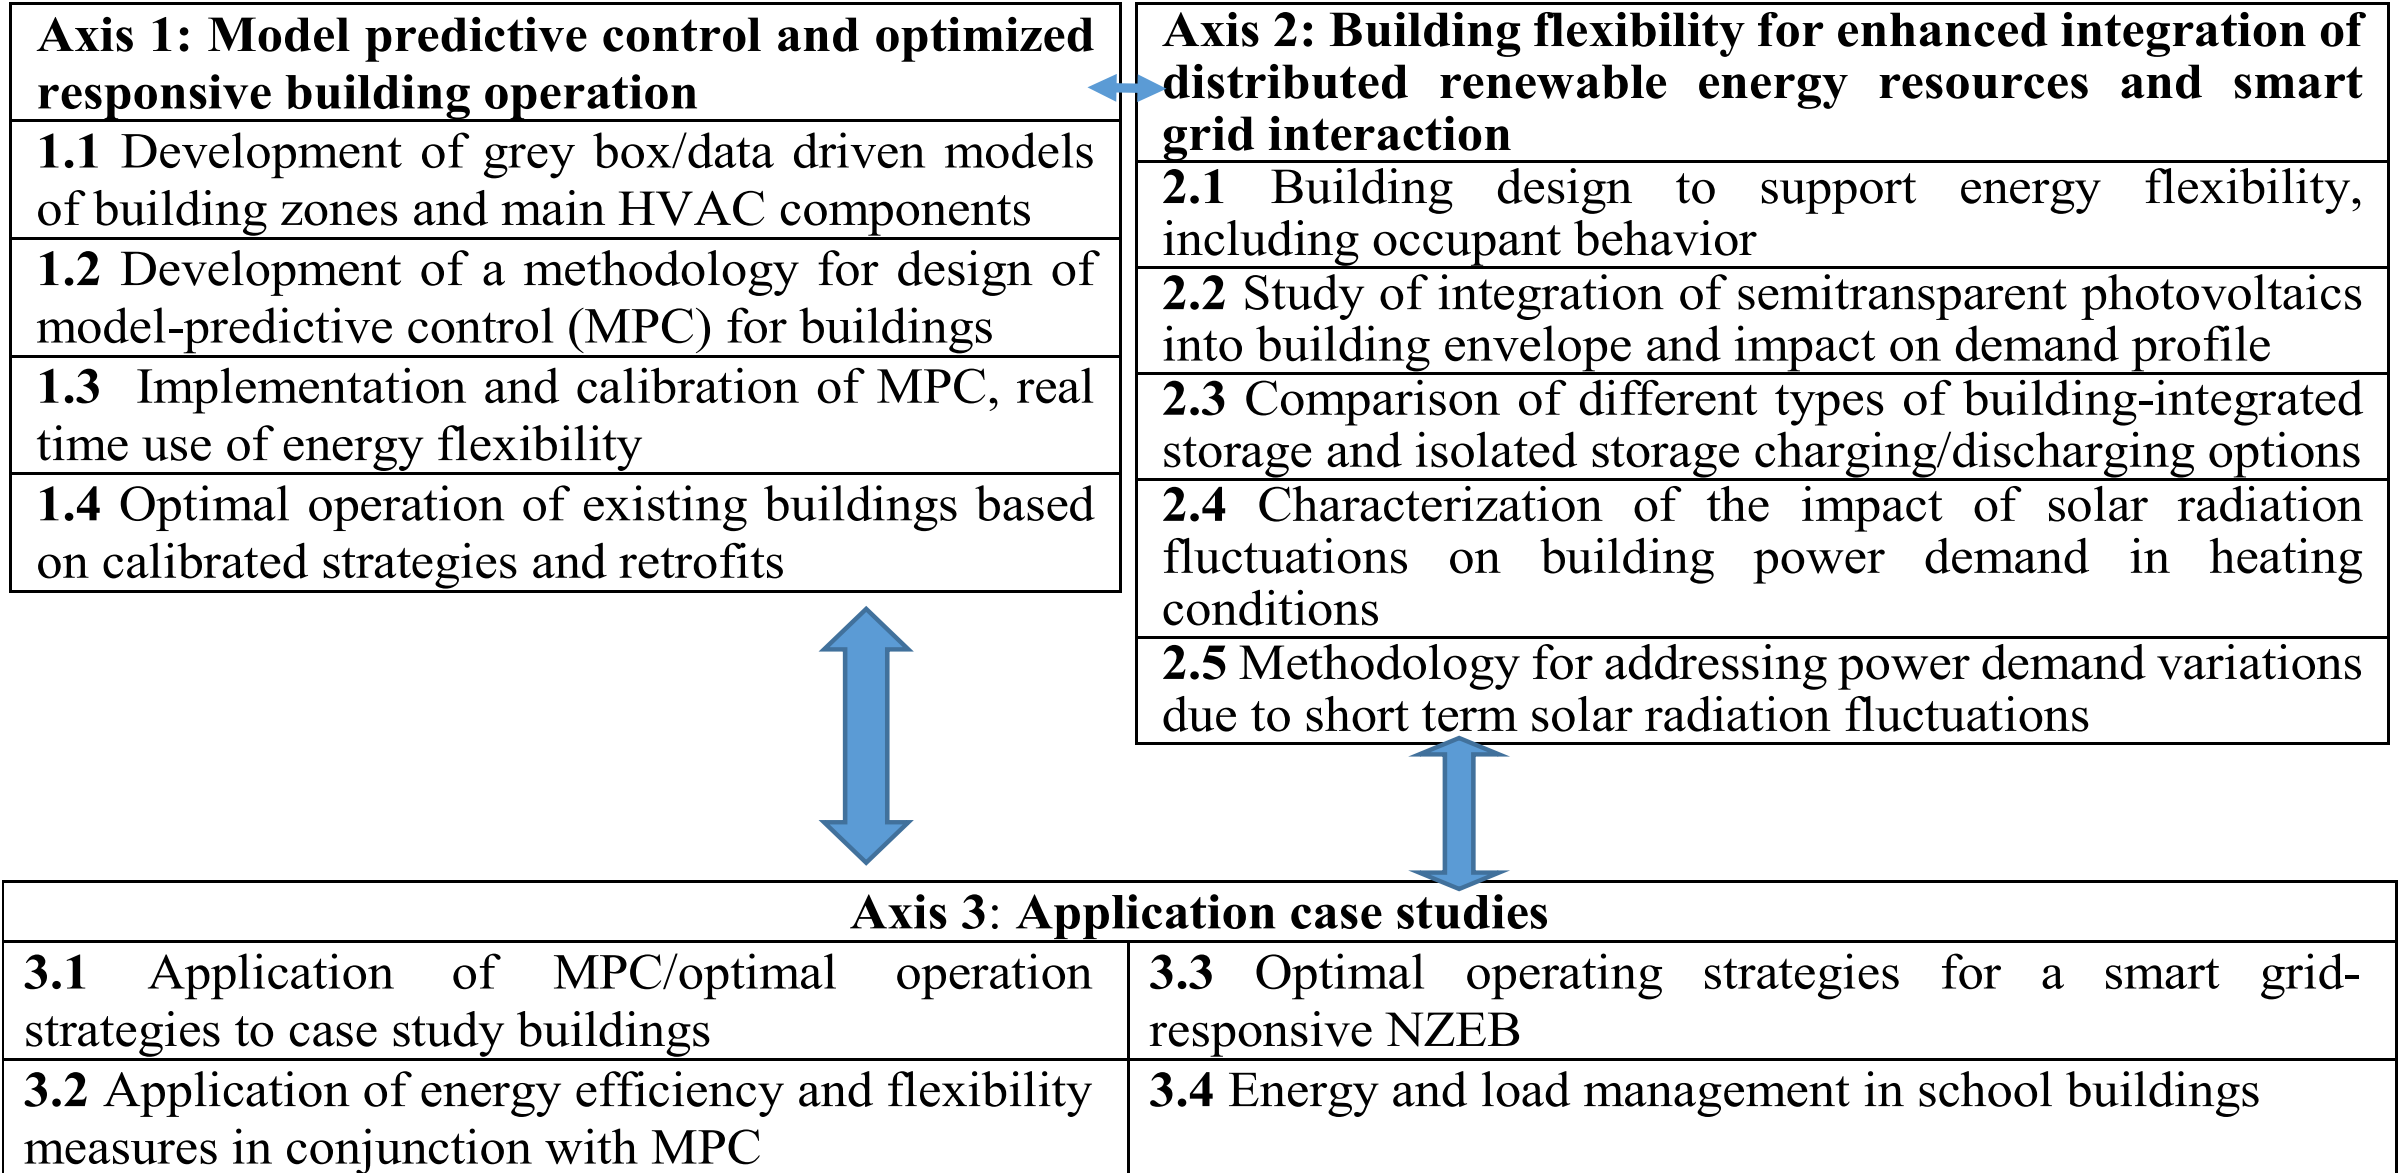 Axis 1: Model predictive control and optimized
responsive building operation
1.1 Development of grey box/data driven models
of building zones and main HVAC components
1.2 Development of a methodology for design of
model-predictive control (MPC) for buildings
1.3 Implementation and calibration of MPC, real
time use of energy flexibility
1.4 Optimal operation of existing buildings based
on calibrated strategies and retrofits
Axis 2: Building flexibility for enhanced integration of
distributed renewable energy resources and smart
grid interaction
2.1 Building design to support energy flexibility,
including occupant behavior
2.2 Study of integration of semitransparent photovoltaics
into building envelope and impact on demand profile
2.3 Comparison of different types of building-integrated
storage and isolated storage charging/discharging options
2.4 Characterization of the impact of solar radiation
fluctuations on building power demand in heating
conditions
2.5 Methodology for addressing power demand variations
due to short term solar radiation fluctuations
Axis 3: Application case studies
3.1 Application of MPC/optimal operation
strategies to case study buildings
3.2 Application of energy efficiency and flexibility
measures in conjunction with MPC
3.3 Optimal operating strategies for a smart grid-
responsive NZEB
3.4 Energy and load management in school buildings